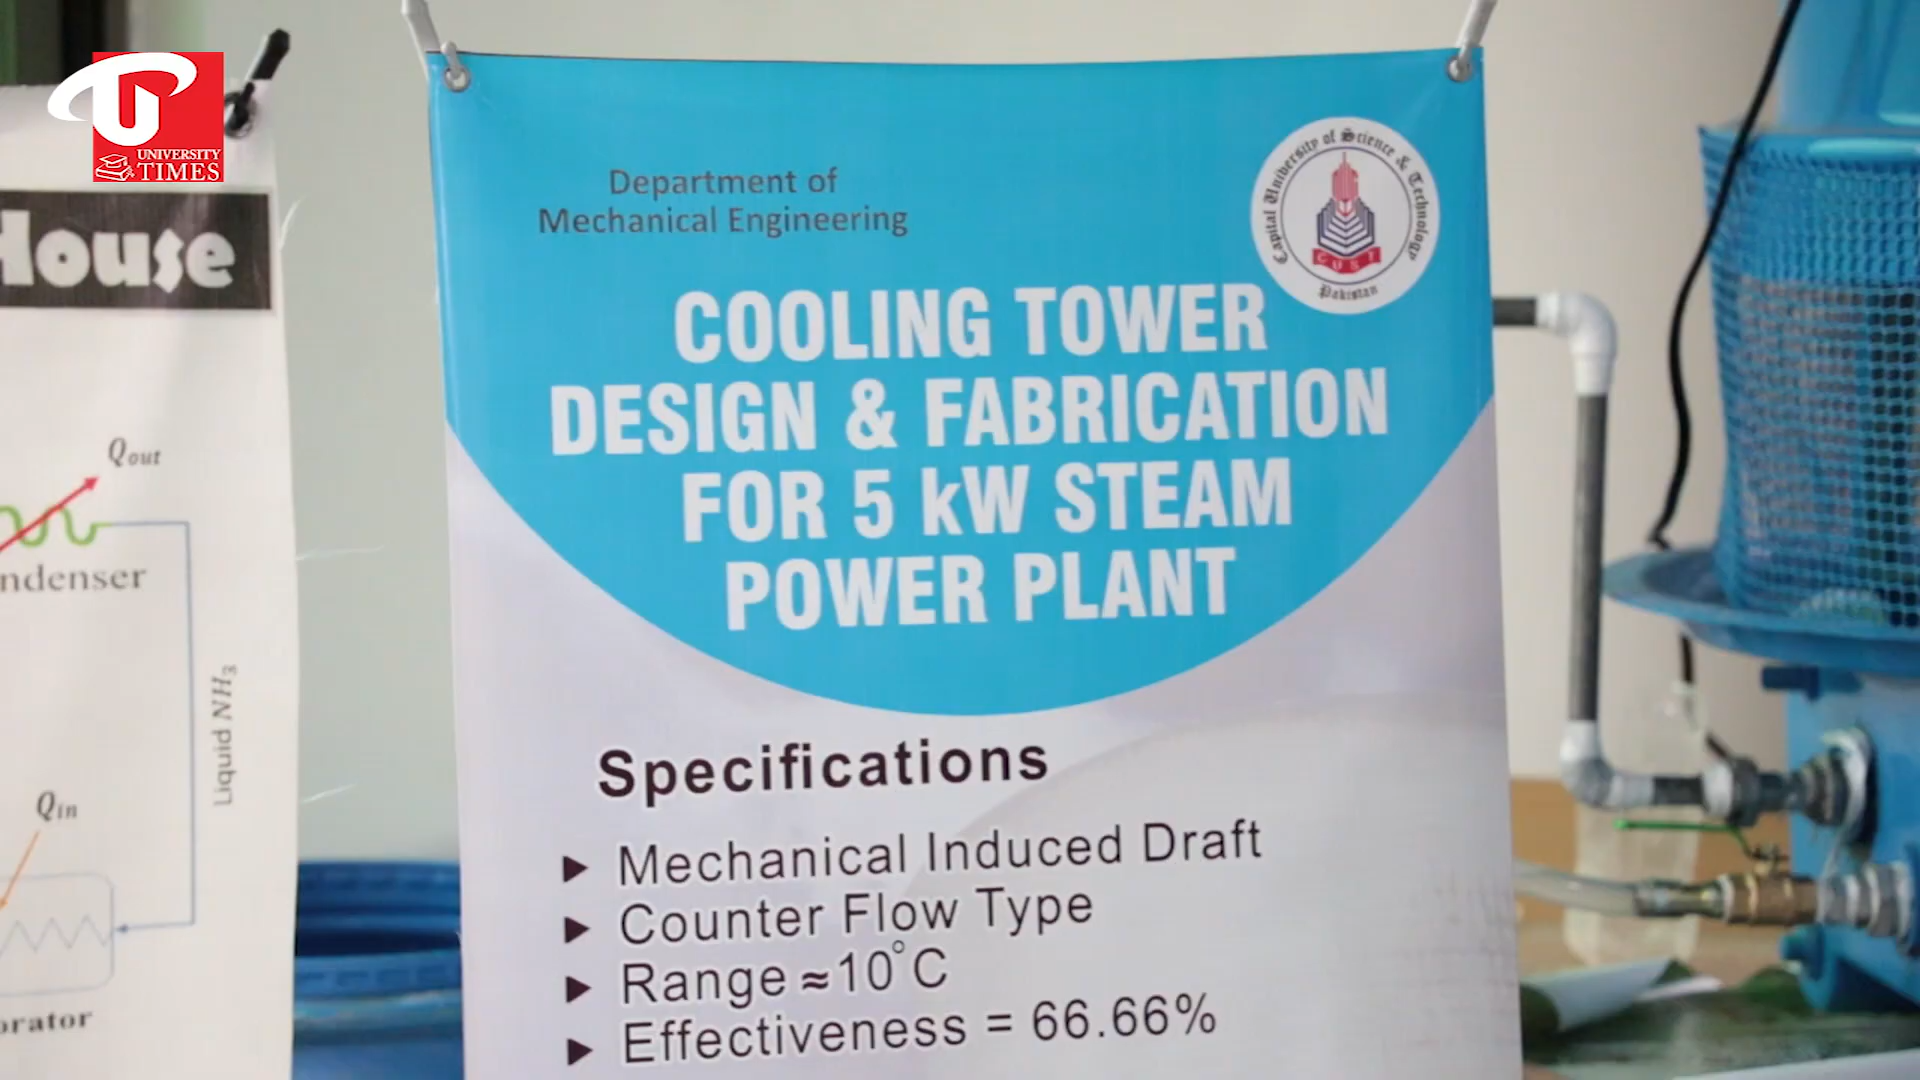 UNIVERSITY
TIMES
House
Qout
ndenser
Liquid NH3
Qin
orator
Department of
Mechanical Engineering
Capital University of Science & Technology
CUST
Pakistan
COOLING TOWER
DESIGN & FABRICATION
FOR 5 kW STEAM
POWER PLANT
Specifications
▶ Mechanical Induced Draft
▶ Counter Flow Type
▶ Range ≈10°C
▶ Effectiveness = 66.66%